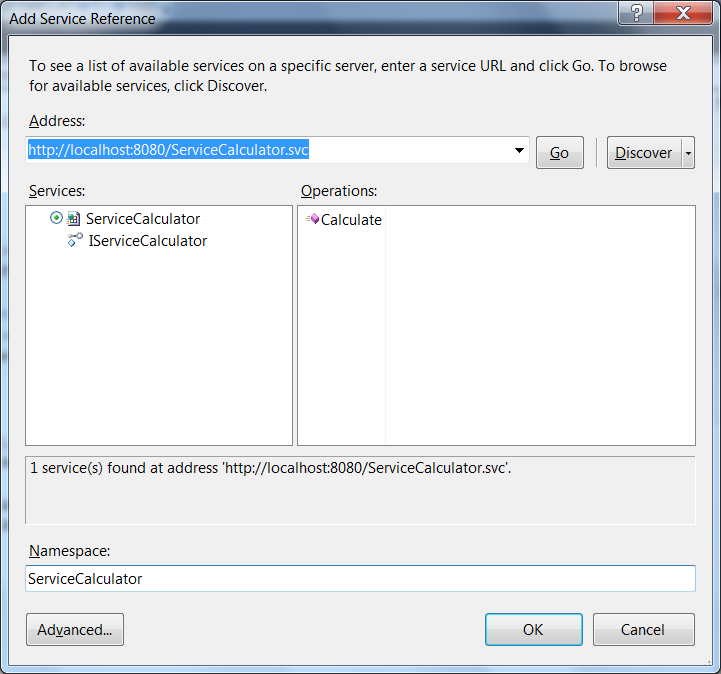 Add Service Reference
To see a list of available services on a specific server, enter a service URL and click Go. To browse
for available services, click Discover.
Address:
http://localhost:8080/ServiceCalculator.svc
Go
Discover
Services:
Operations:
ServiceCalculator
Calculate
IServiceCalculator
1 service(s) found at address 'http://localhost:8080/ServiceCalculator.svc'.
Namespace:
ServiceCalculator
Advanced...
OK
Cancel